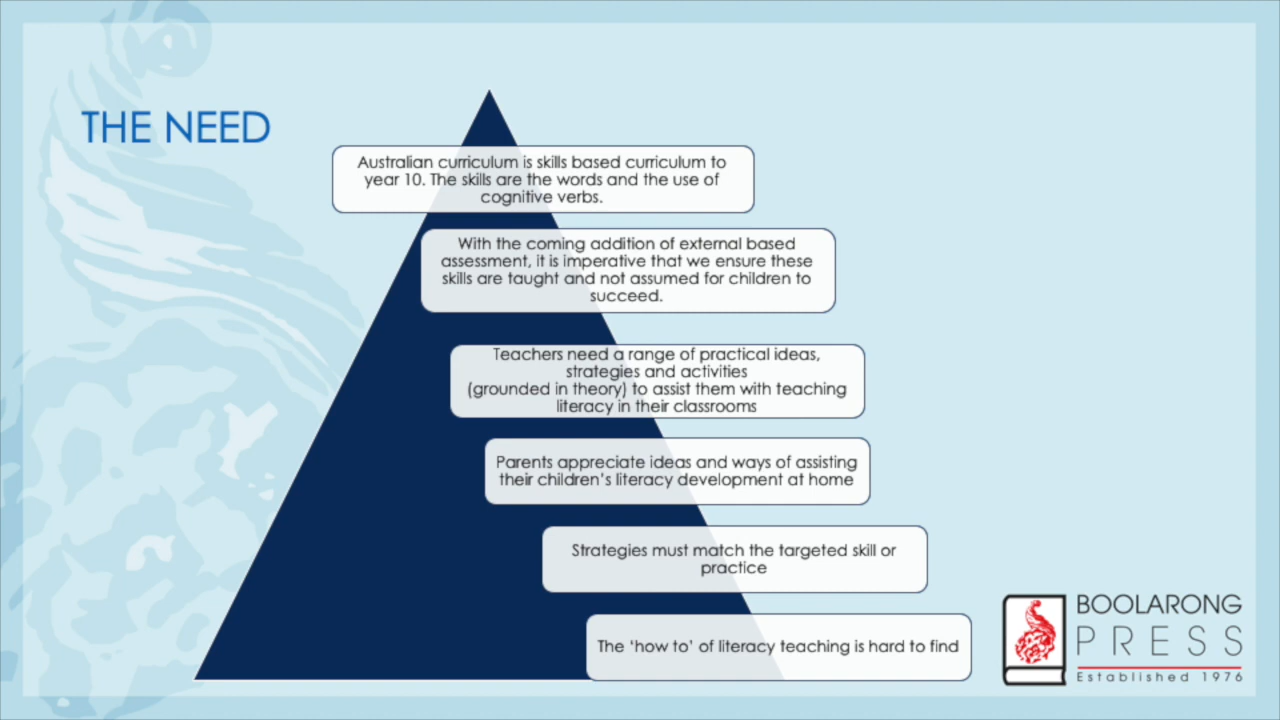 THE NEED
Australian curriculum is skills based curriculum to
year 10. The skills are the words and the use of
cognitive verbs.
With the coming addition of external based
assessment, it is imperative that we ensure these
skills are taught and not assumed for children to
succeed.
Teachers need a range of practical ideas,
strategies and activities
(grounded in theory) to assist them with teaching
literacy in their classrooms
Parents appreciate ideas and ways of assisting
their children’s literacy development at home
Strategies must match the targeted skill or
practice
The ‘how to’ of literacy teaching is hard to find
BOOLARONG
PRESS
Established 1976